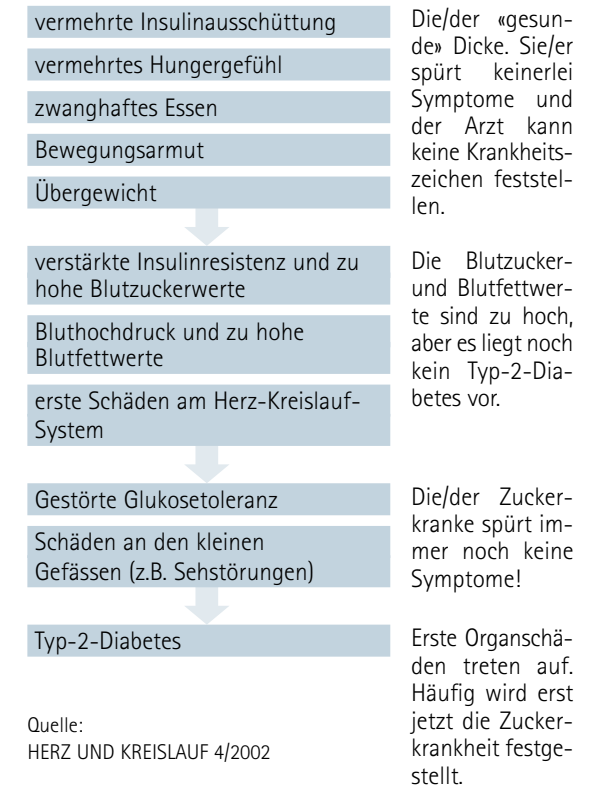 vermehrte Insulinausschüttung
vermehrtes Hungergefühl
zwanghaftes Essen
Bewegungsarmut
Übergewicht
Die/der «gesun-
de» Dicke. Sie/er
spürt keinerlei
Symptome und
der Arzt kann
keine Krankheits-
zeichen feststel-
len.
verstärkte Insulinresistenz und zu
hohe Blutzuckerwerte
Bluthochdruck und zu hohe
Blutfettwerte
erste Schäden am Herz-Kreislauf-
System
Die Blutzucker-
und Blutfettwer-
te sind zu hoch,
aber es liegt noch
kein Typ-2-Dia-
betes vor.
Gestörte Glukosetoleranz
Schäden an den kleinen
Gefässen (z.B. Sehstörungen)
Die/der Zucker-
kranke spürt im-
mer noch keine
Symptome!
Typ-2-Diabetes
Erste Organschä-
den treten auf.
Häufig wird erst
jetzt die Zucker-
krankheit festge-
stellt.
Quelle:
HERZ UND KREISLAUF 4/2002